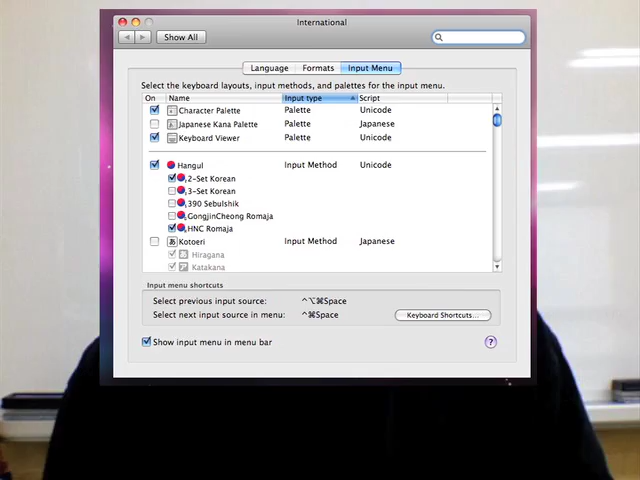 International
Show All
Language Formats Input Menu
Select the keyboard layouts, input methods, and palettes for the input menu.
On Name Input type Script
Character Palette Palette Unicode
Japanese Kana Palette Palette Japanese
Keyboard Viewer Palette Unicode
Hangul Input Method Unicode
2-Set Korean
3-Set Korean
390 Sebulshik
GongjinCheong Romaja
HNC Romaja
あ Kotoeri Input Method Japanese
Hiragana
Katakana
Input menu shortcuts
Select previous input source: ^⌥⌘Space
Select next input source in menu: ^⌘Space
Keyboard Shortcuts...
Show input menu in menu bar
?